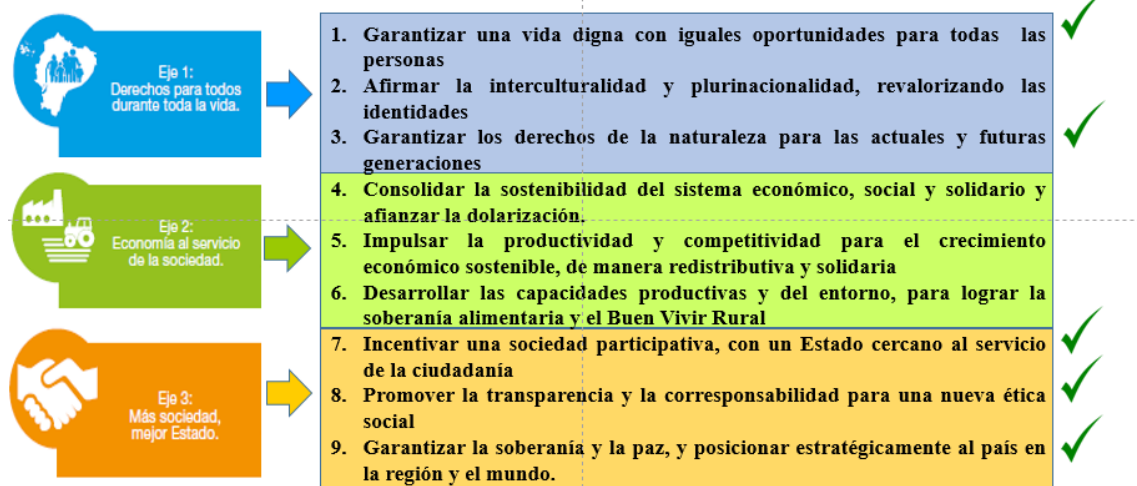 Eje 1:
Derechos para todos
durante toda la vida.
1. Garantizar una vida digna con iguales oportunidades para todas las
personas
2. Afirmar la interculturalidad y plurinacionalidad, revalorizando las
identidades
3. Garantizar los derechos de la naturaleza para las actuales y futuras
generaciones
Eje 2:
Economía al servicio
de la sociedad.
4. Consolidar la sostenibilidad del sistema económico, social y solidario y
afianzar la dolarización.
5. Impulsar la productividad y competitividad para el crecimiento
económico sostenible, de manera redistributiva y solidaria
6. Desarrollar las capacidades productivas y del entorno, para lograr la
soberanía alimentaria y el Buen Vivir Rural
Eje 3:
Más sociedad,
mejor Estado.
7. Incentivar una sociedad participativa, con un Estado cercano al servicio
de la ciudadanía
8. Promover la transparencia y la corresponsabilidad para una nueva ética
social
9. Garantizar la soberanía y la paz, y posicionar estratégicamente al país en
la región y el mundo.